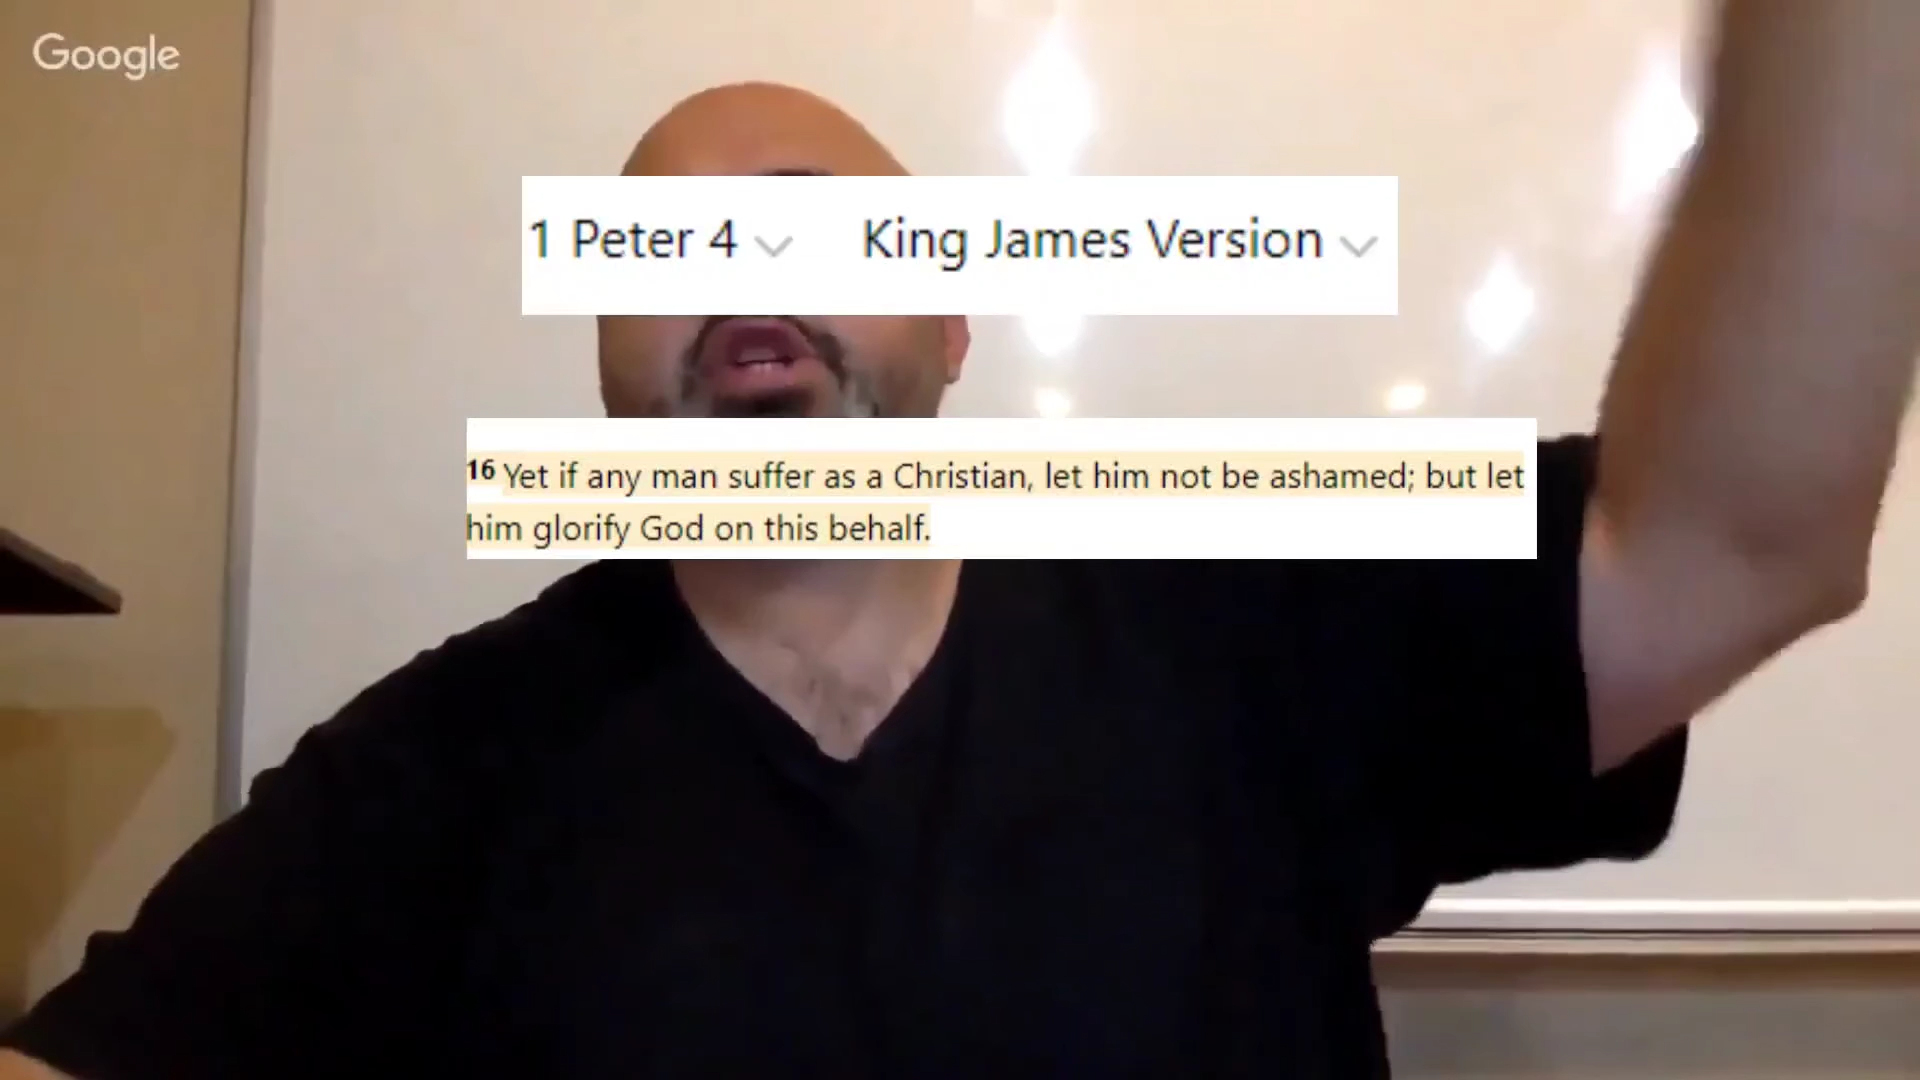 Google
1 Peter 4 King James Version
16 Yet if any man suffer as a Christian, let him not be ashamed; but let
him glorify God on this behalf.